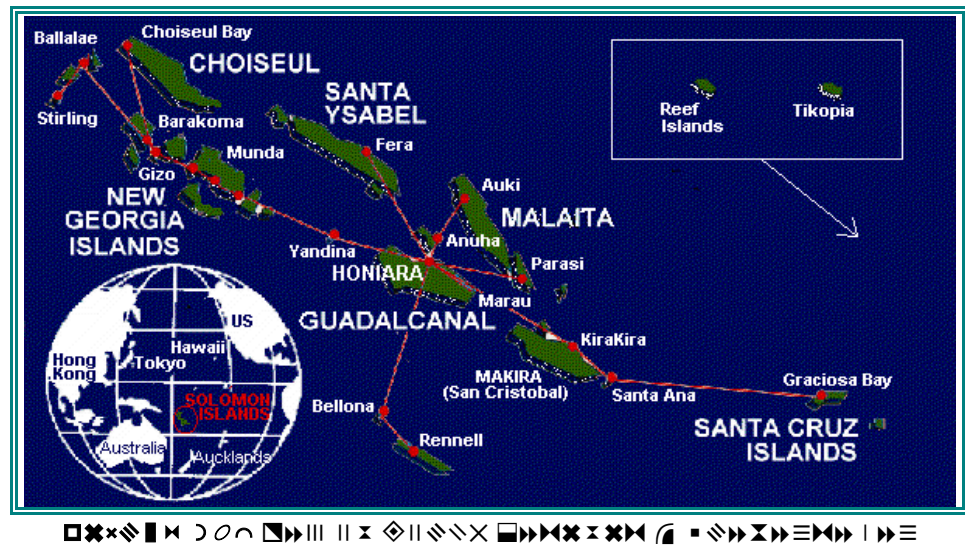 Choiseul Bay
Ballalae
CHOISEUL
Stirling
Barakoma
SANTA
YSABEL
Reef
Islands
Tikopia
Munda
Fera
Gizo
Auki
NEW
GEORGIA
ISLANDS
MALAITA
Yandina
Anuha
HONIARA
Parasi
Marau
GUADALCANAL
US
Hawaii
KiraKira
Hong
Kong
Tokyo
MAKIRA
(San Cristobal)
Santa Ana
Graciosa Bay
SOLOMON
ISLANDS
Bellona
SANTA CRUZ
ISLANDS
Rennell
Australia
Aucklands